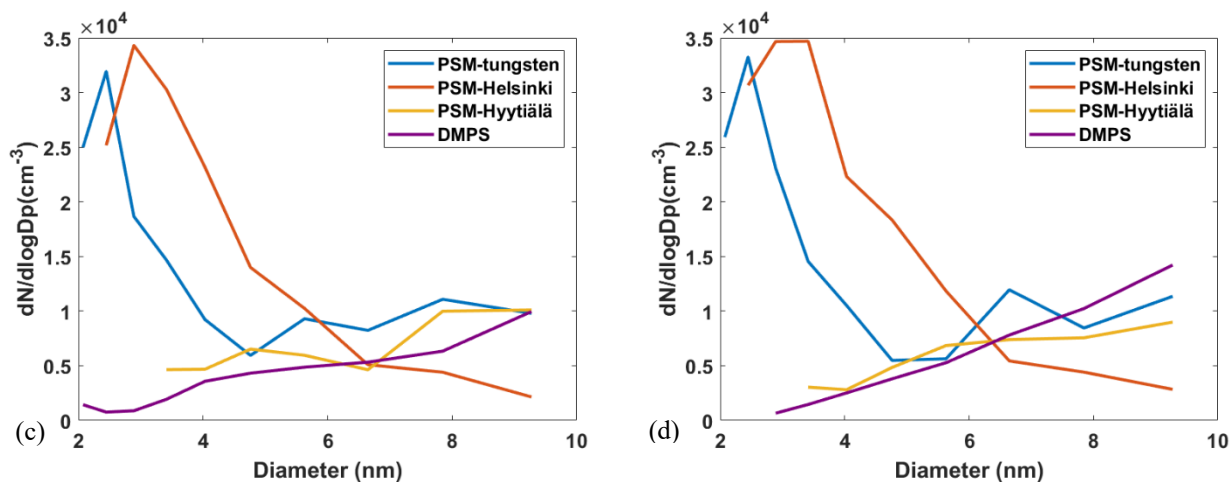 ×10⁴
3.5
3
2.5
2
1.5
1
0.5
0
dN/dlogDp(cm⁻³)
PSM-tungsten
PSM-Helsinki
PSM-Hyytiälä
DMPS
2
4
6
8
10
Diameter (nm)
(c)
×10⁴
3.5
3
2.5
2
1.5
1
0.5
0
dN/dlogDp(cm⁻³)
PSM-tungsten
PSM-Helsinki
PSM-Hyytiälä
DMPS
2
4
6
8
10
Diameter (nm)
(d)